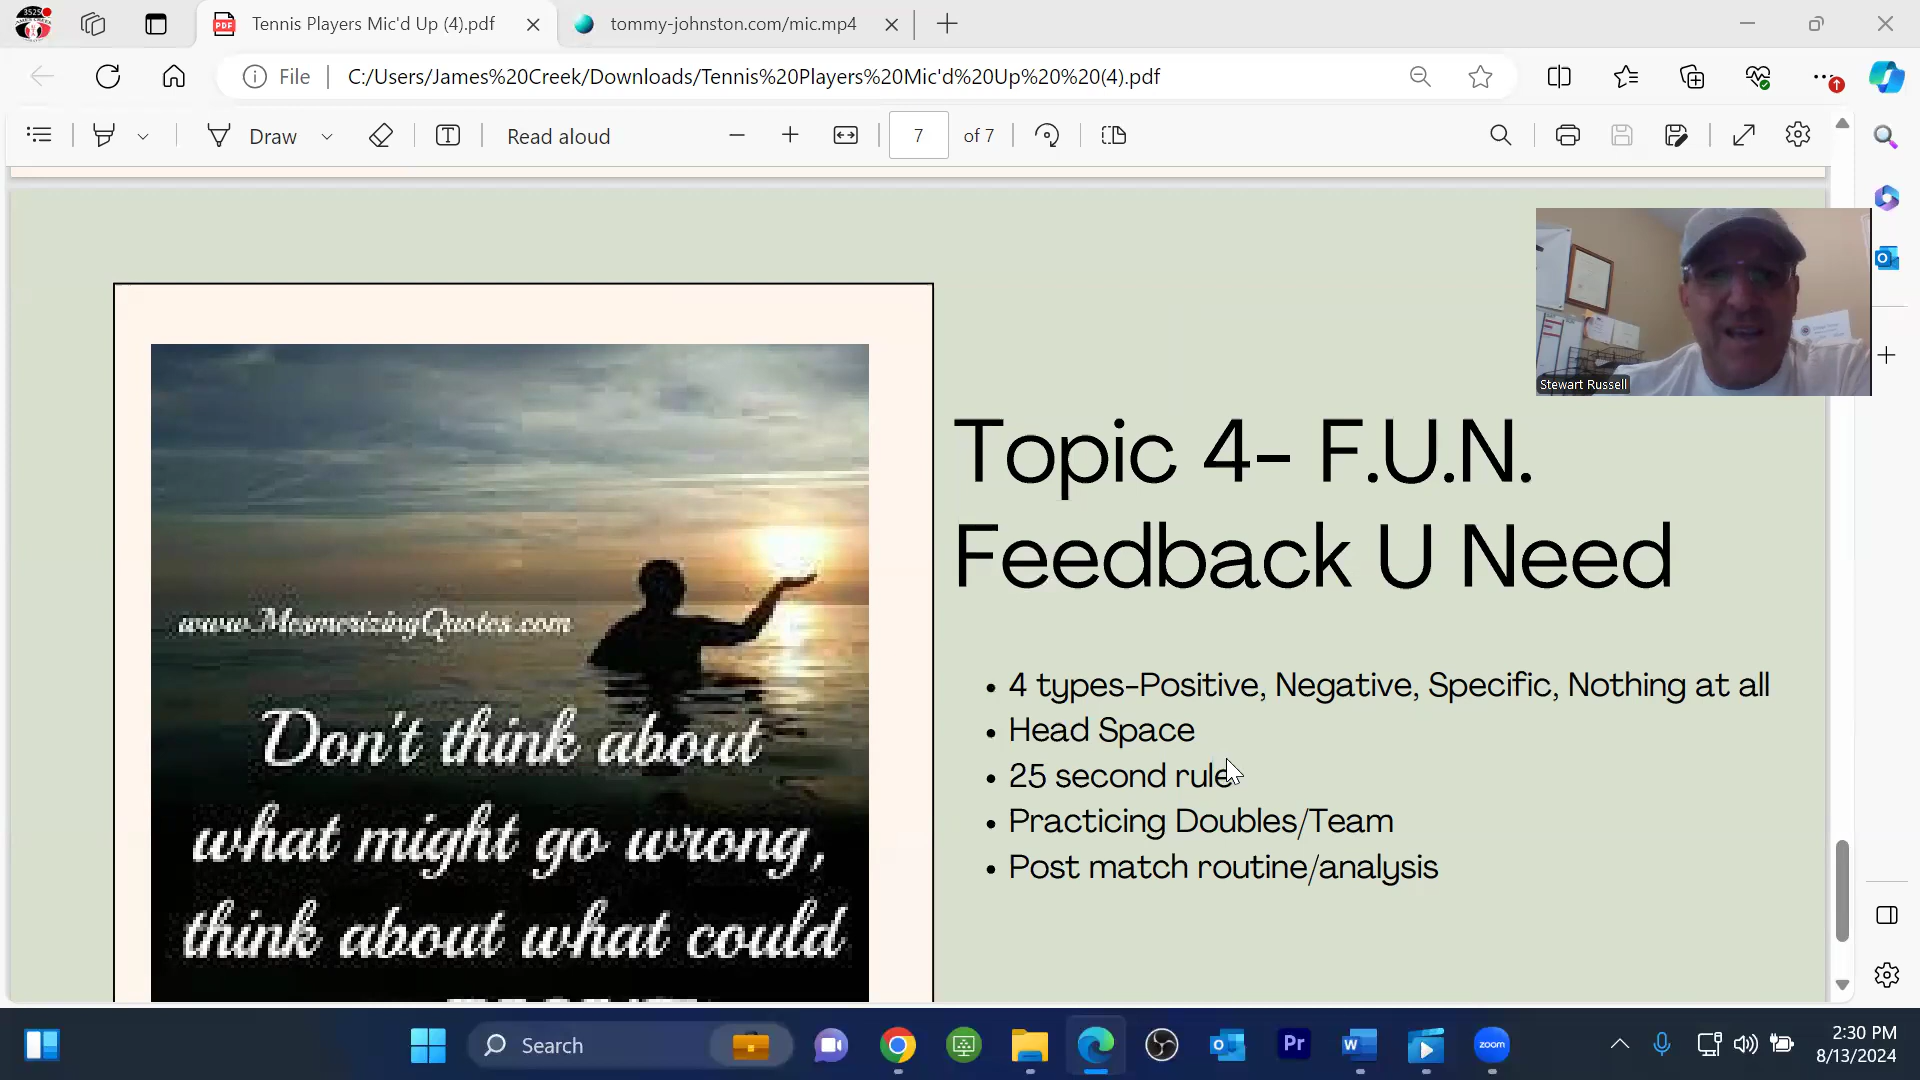 Tennis Players Mic'd Up (4).pdf
tommy-johnston.com/mic.mp4
File
C:/Users/James%20Creek/Downloads/Tennis%20Players%20Mic'd%20Up%20%20(4).pdf
Draw
Read aloud
7
of 7
Stewart Russell
Topic 4- F.U.N.
Feedback U Need
www.MesmerizingQuotes.com
Don't think about
what might go wrong,
think about what could
• 4 types-Positive, Negative, Specific, Nothing at all
• Head Space
• 25 second rule
• Practicing Doubles/Team
• Post match routine/analysis
Search
Pr
zoom
2:30 PM
8/13/2024